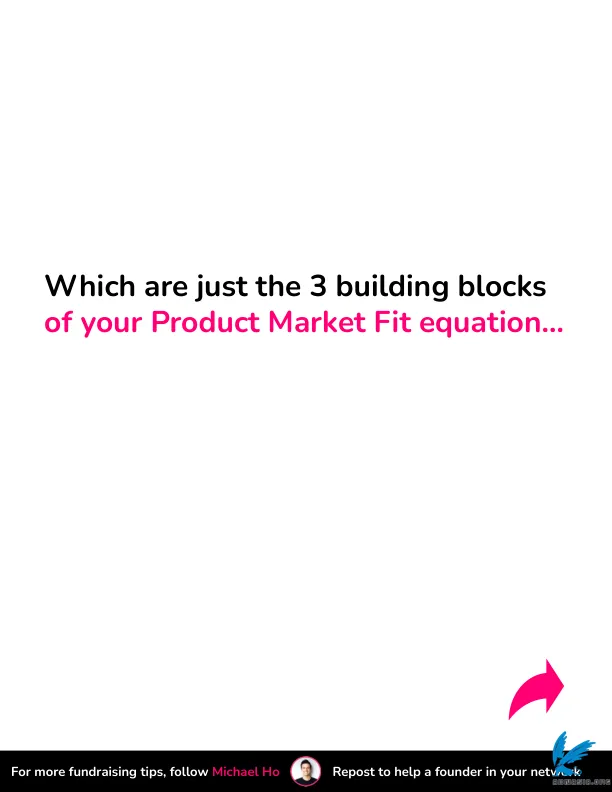 Which are just the 3 building blocks
of your Product Market Fit equation...
For more fundraising tips, follow Michael Ho
Repost to help a founder in your network